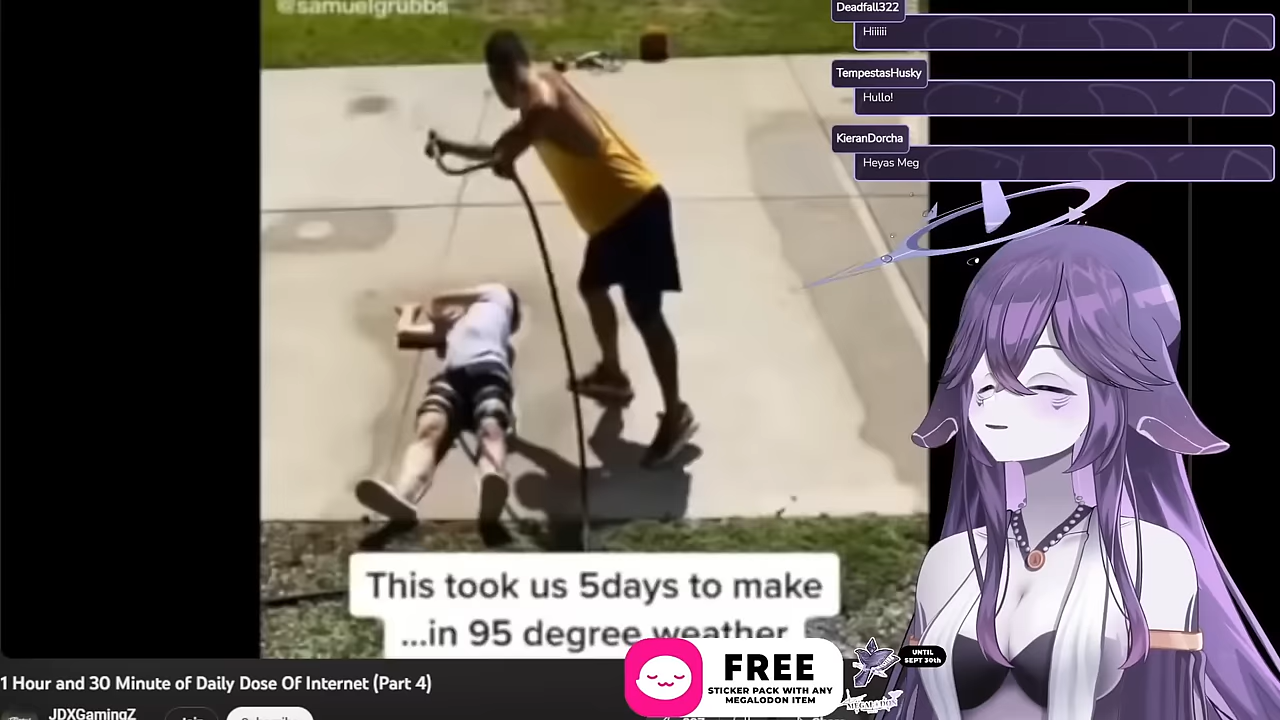 @samuelgrubbs
Deadfall322
Hiiiiii
TempestasHusky
Hullo!
KieranDorcha
Heyas Meg
This took us 5days to make
...in 95 degree weather
FREE
STICKER PACK WITH ANY
MEGALODON ITEM
UNTIL
SEPT 30th
1 Hour and 30 Minute of Daily Dose Of Internet (Part 4)
JDXGamingZ
Join